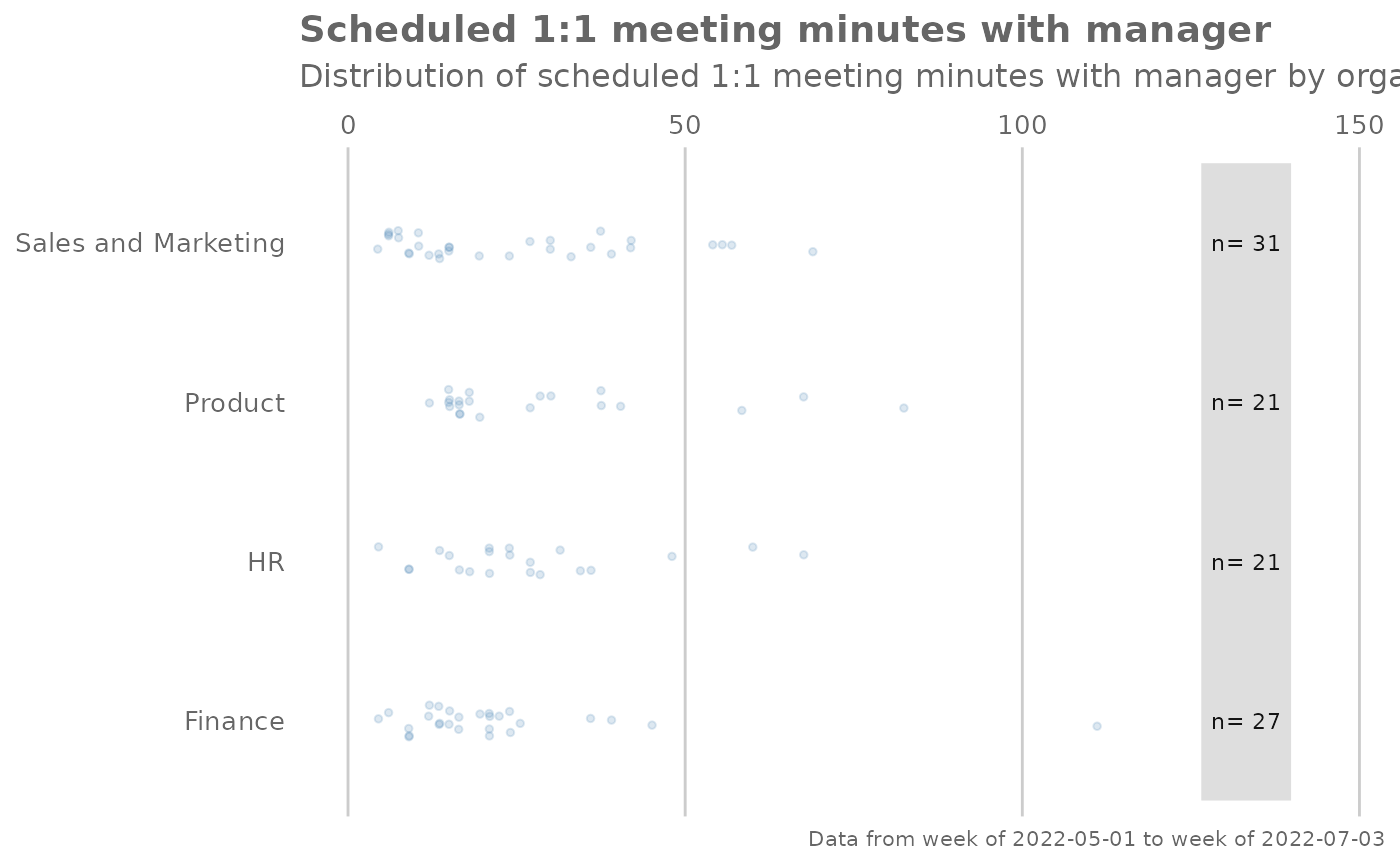 Scheduled 1:1 meeting minutes with manager
Distribution of scheduled 1:1 meeting minutes with manager by orga
0 50 100 150
Sales and Marketing n= 31
Product n= 21
HR n= 21
Finance n= 27
Data from week of 2022-05-01 to week of 2022-07-03